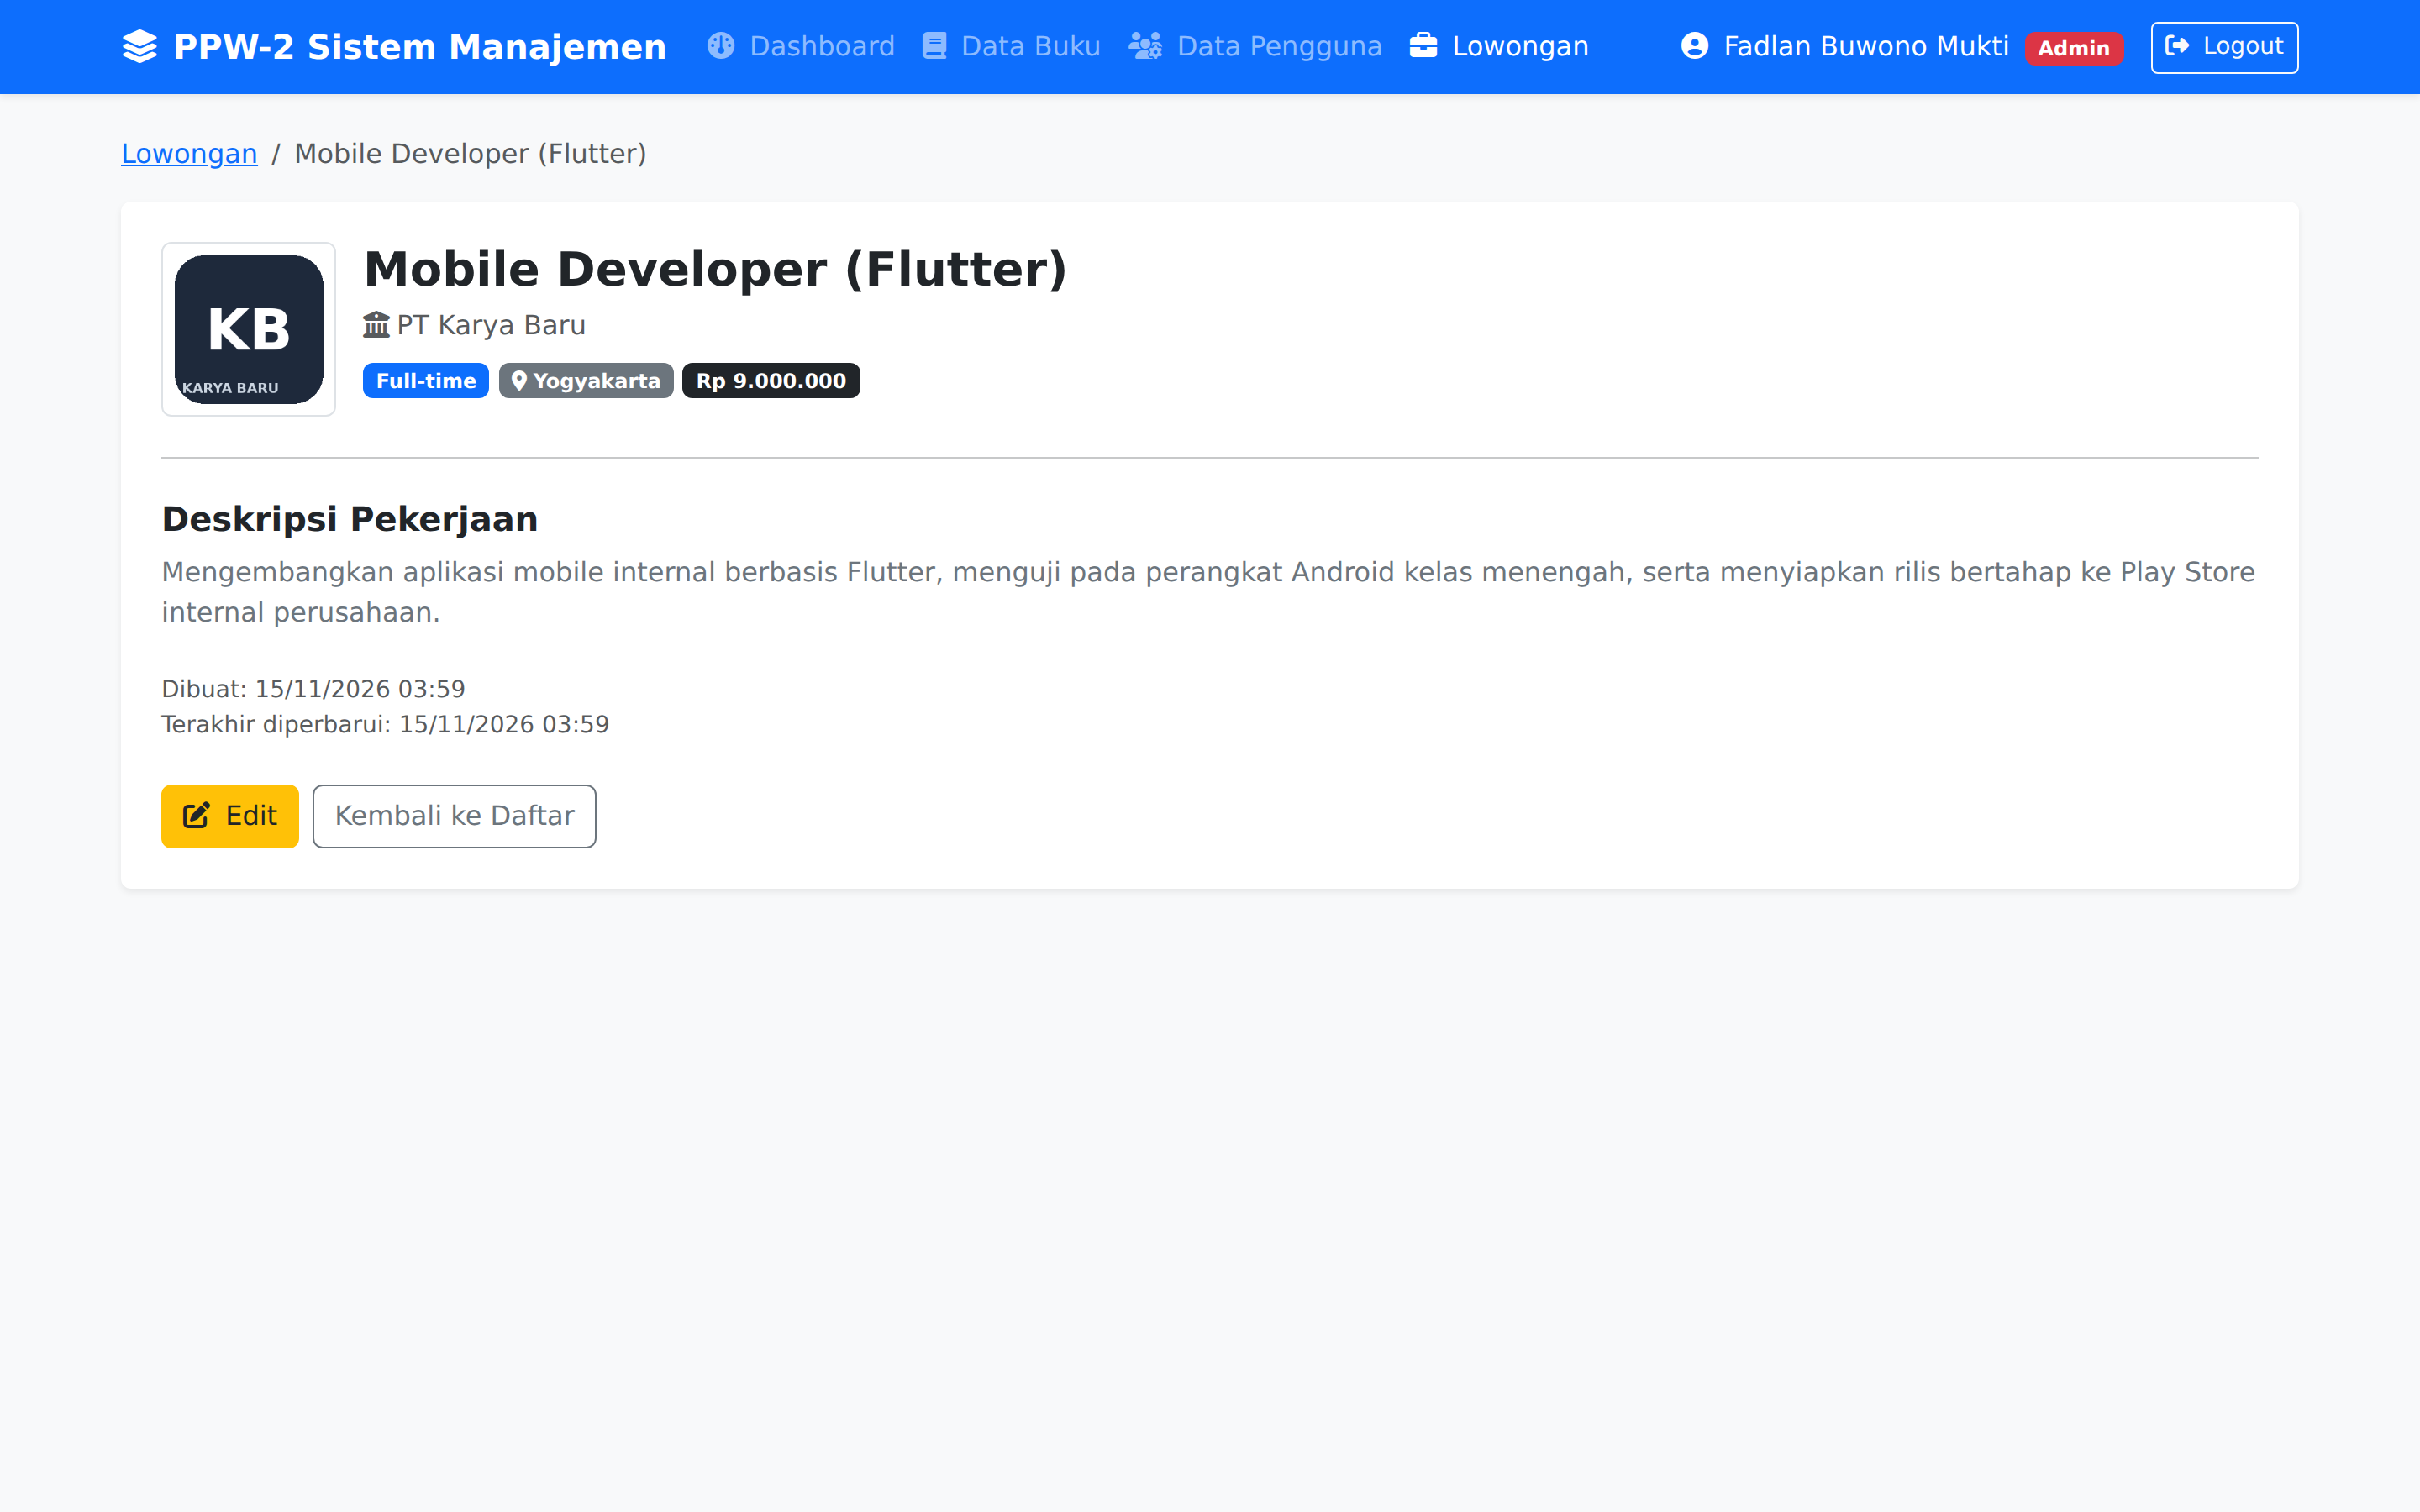 PPW-2 Sistem Manajemen Dashboard Data Buku Data Pengguna Lowongan Fadlan Buwono Mukti Admin Logout
Lowongan / Mobile Developer (Flutter)
KB
KARYA BARU
Mobile Developer (Flutter)
PT Karya Baru
Full-time Yogyakarta Rp 9.000.000
Deskripsi Pekerjaan
Mengembangkan aplikasi mobile internal berbasis Flutter, menguji pada perangkat Android kelas menengah, serta menyiapkan rilis bertahap ke Play Store
internal perusahaan.
Dibuat: 15/11/2026 03:59
Terakhir diperbarui: 15/11/2026 03:59
Edit Kembali ke Daftar